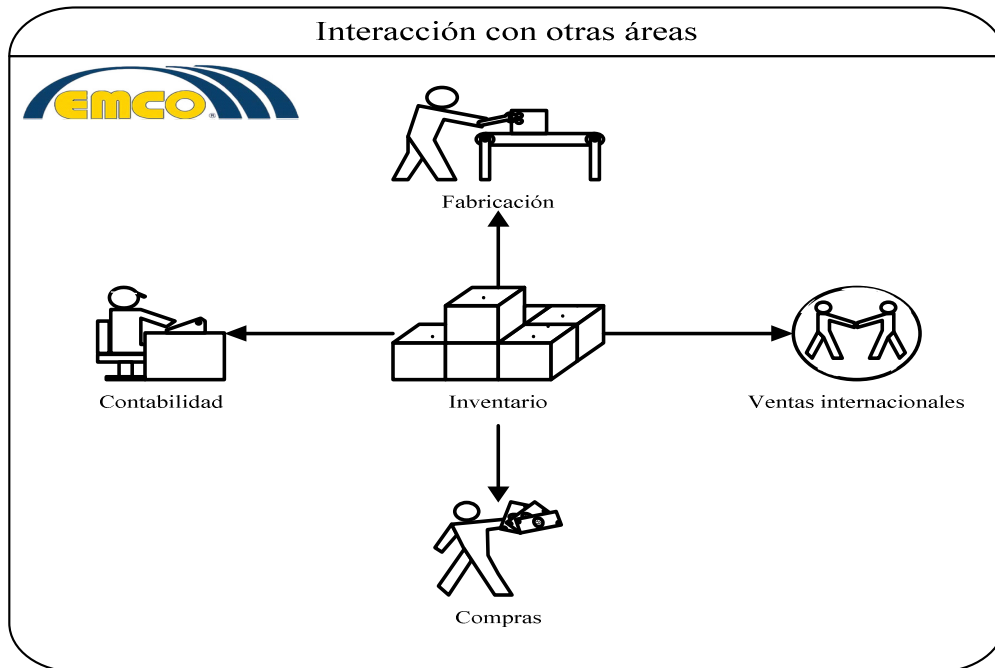 Interacción con otras áreas
EMCO®
Fabricación
Contabilidad
Inventario
Ventas internacionales
Compras